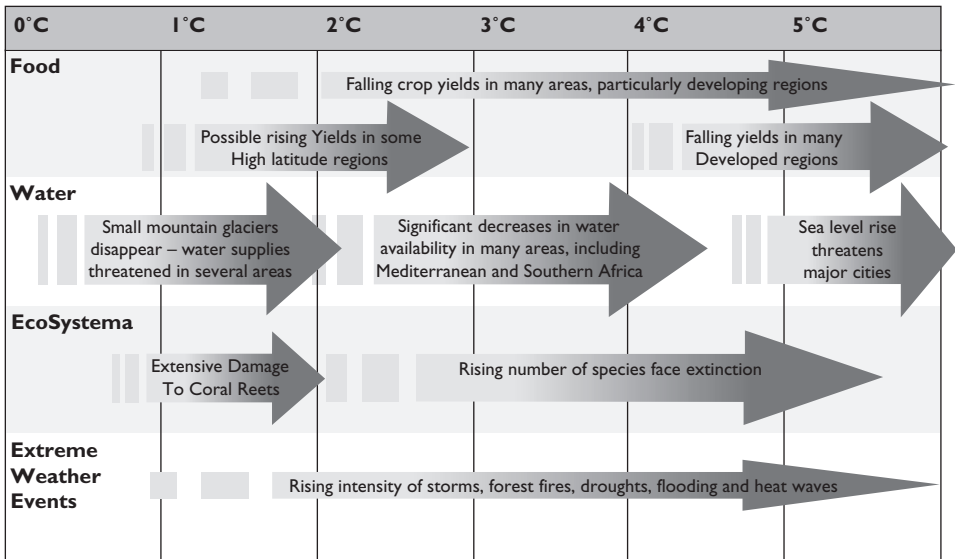 0˚C 1˚C 2˚C 3˚C 4˚C 5˚C
Food
Falling crop yields in many areas, particularly developing regions
Possible rising Yields in some
High latitude regions
Falling yields in many
Developed regions
Water
Small mountain glaciers
disappear – water supplies
threatened in several areas
Significant decreases in water
availability in many areas, including
Mediterranean and Southern Africa
Sea level rise
threatens
major cities
EcoSystema
Extensive Damage
To Coral Reets
Rising number of species face extinction
Extreme
Weather
Events
Rising intensity of storms, forest fires, droughts, flooding and heat waves